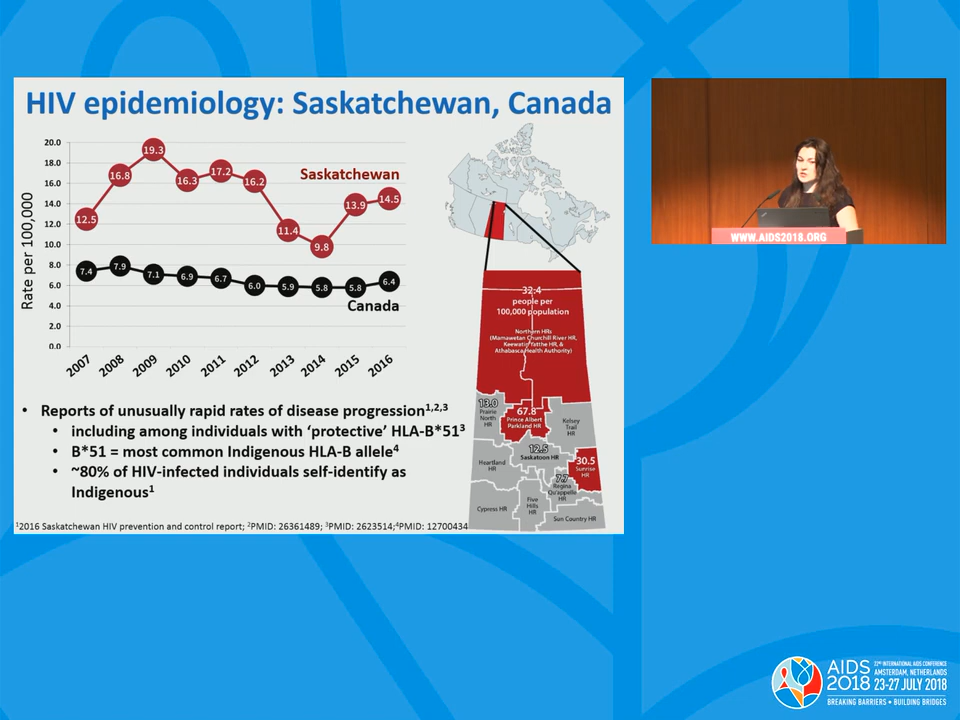 HIV epidemiology: Saskatchewan, Canada
Rate per 100,000
20.0
18.0
16.0
14.0
12.0
10.0
8.0
6.0
4.0
2.0
0.0
Saskatchewan
12.5
16.8
19.3
16.3
17.2
16.2
11.4
9.8
13.9
14.5
7.4
7.9
7.1
6.9
6.7
6.0
5.9
5.8
5.8
6.4
Canada
2007
2008
2009
2010
2011
2012
2013
2014
2015
2016
• Reports of unusually rapid rates of disease progression1,2,3
• including among individuals with ‘protective’ HLA-B*513
• B*51 = most common Indigenous HLA-B allele4
• ~80% of HIV-infected individuals self-identify as
Indigenous1
12016 Saskatchewan HIV prevention and control report; 2PMID: 26361489; 3PMID: 2623514;4PMID: 12700434
32.4
people per
100,000 population
Northern HRs
(Mamawetan Churchill River HR,
Keewatin Yatthe HR, &
Athabasca Health Authority)
13.0
Prairie
North
HR
67.8
Prince Albert
Parkland HR
Kelsey
Trail
HR
12.5
Saskatoon HR
Heartland
HR
30.5
Sunrise
HR
7.7
Regina
Qu'appelle
HR
Five
Hills
HR
Cypress HR
Sun Country HR
WWW.AIDS2018.ORG
AIDS
2018
22ND INTERNATIONAL AIDS CONFERENCE
AMSTERDAM, NETHERLANDS
23-27 JULY 2018
BREAKING BARRIERS • BUILDING BRIDGES